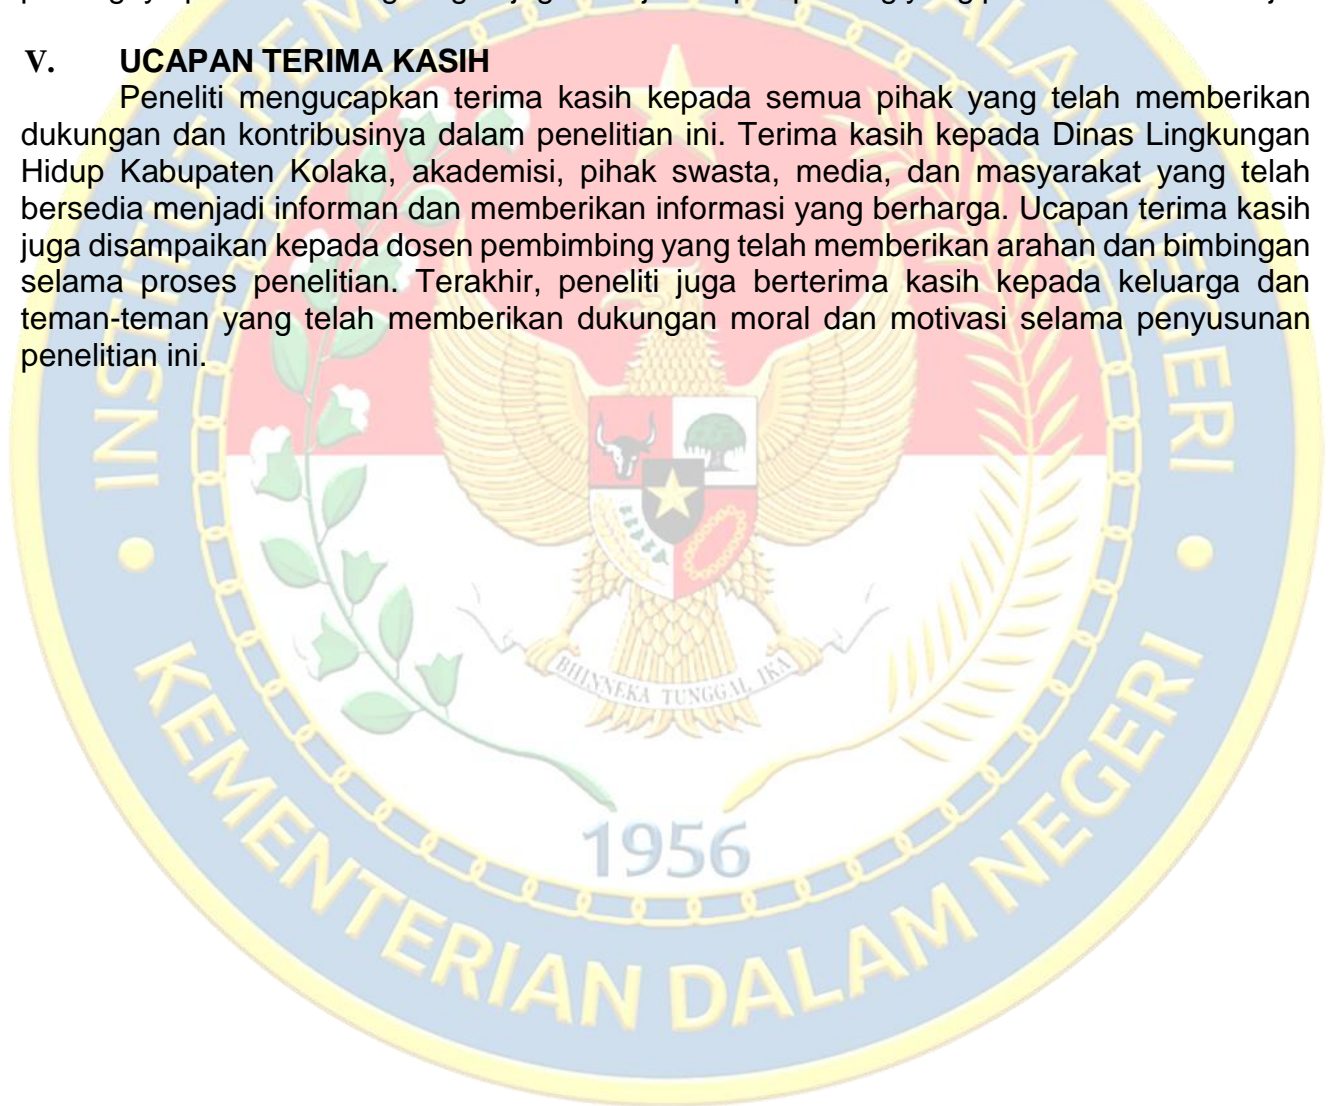 V. UCAPAN TERIMA KASIH
Peneliti mengucapkan terima kasih kepada semua pihak yang telah memberikan
dukungan dan kontribusinya dalam penelitian ini. Terima kasih kepada Dinas Lingkungan
Hidup Kabupaten Kolaka, akademisi, pihak swasta, media, dan masyarakat yang telah
bersedia menjadi informan dan memberikan informasi yang berharga. Ucapan terima kasih
juga disampaikan kepada dosen pembimbing yang telah memberikan arahan dan bimbingan
selama proses penelitian. Terakhir, peneliti juga berterima kasih kepada keluarga dan
teman-teman yang telah memberikan dukungan moral dan motivasi selama penyusunan
penelitian ini.
INSTITUT PEME DALAM NEGERI
BHINNEKA TUNGGAL IKA
1956
KEMENTERIAN DALAM NEGERI